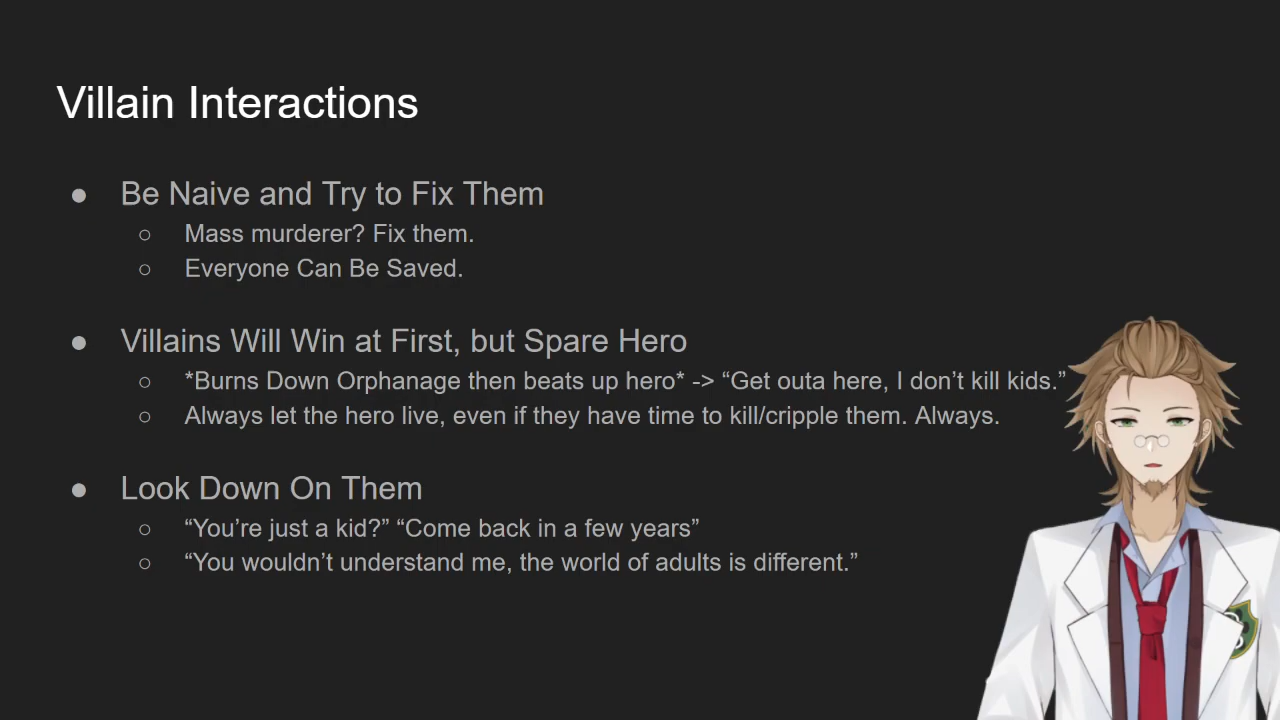 Villain Interactions
● Be Naive and Try to Fix Them
○ Mass murderer? Fix them.
○ Everyone Can Be Saved.
● Villains Will Win at First, but Spare Hero
○ *Burns Down Orphanage then beats up hero* -> “Get outa here, I don’t kill kids.”
○ Always let the hero live, even if they have time to kill/cripple them. Always.
● Look Down On Them
○ “You’re just a kid?” “Come back in a few years”
○ “You wouldn’t understand me, the world of adults is different.”